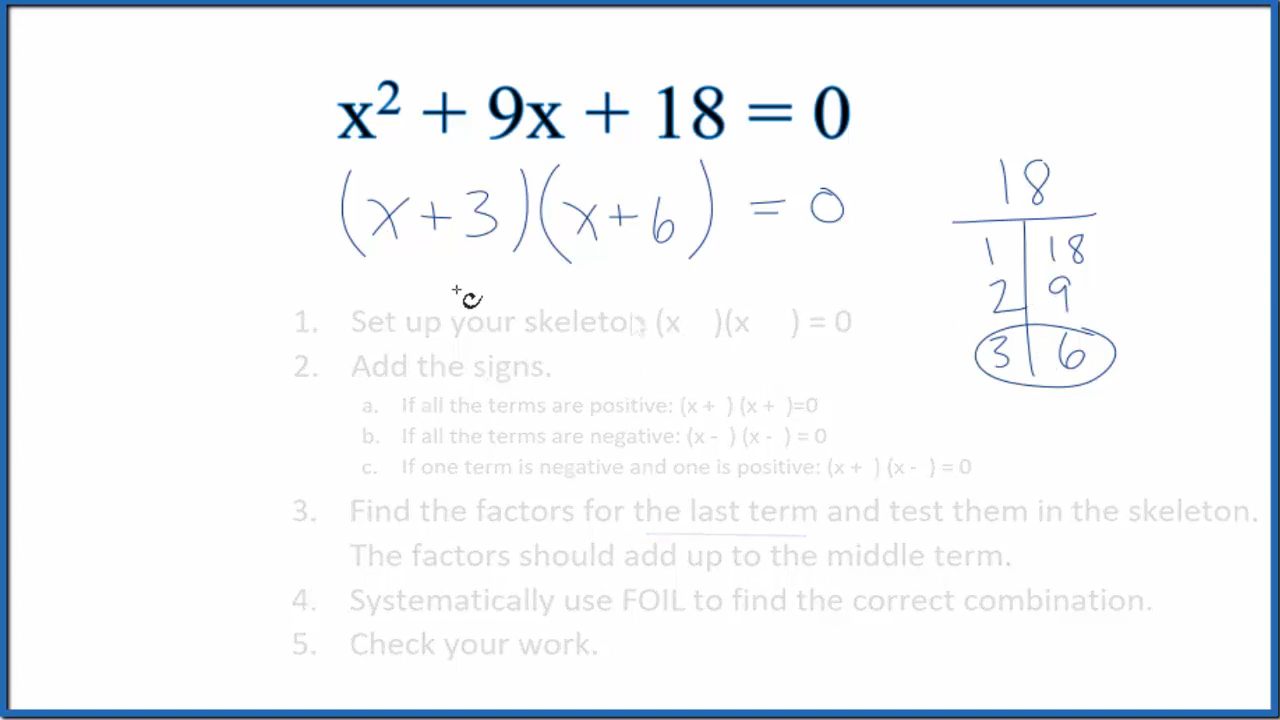 x² + 9x + 18 = 0
(x + 3)(x + 6) = 0
18
1 18
2 9
3 6
1. Set up your skeleton (x )(x ) = 0
2. Add the signs.
a. If all the terms are positive: (x + ) (x + )=0
b. If all the terms are negative: (x - ) (x - ) = 0
c. If one term is negative and one is positive: (x + ) (x - ) = 0
3. Find the factors for the last term and test them in the skeleton.
The factors should add up to the middle term.
4. Systematically use FOIL to find the correct combination.
5. Check your work.